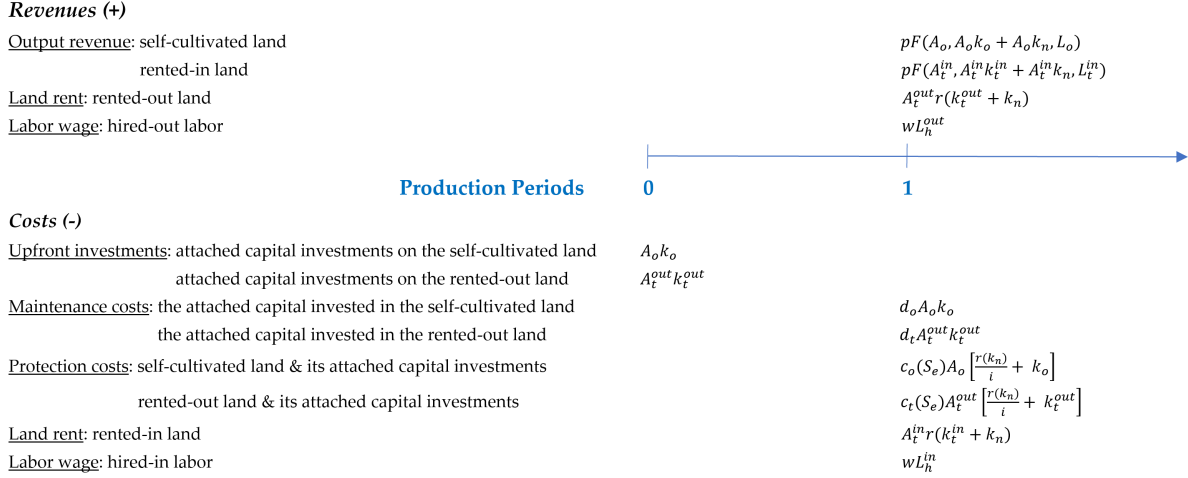 Revenues (+)
Output revenue: self-cultivated land pF(A_o, A_o k_o + A_o k_n, L_o)
rented-in land pF(A_t^{in}, A_t^{in} k_t^{in} + A_t^{in} k_n, L_t^{in})
Land rent: rented-out land A_t^{out} r(k_t^{out} + k_n)
Labor wage: hired-out labor wL_h^{out}
Production Periods 0 1
Costs (-)
Upfront investments: attached capital investments on the self-cultivated land A_o k_o
attached capital investments on the rented-out land A_t^{out} k_t^{out}
Maintenance costs: the attached capital invested in the self-cultivated land d_o A_o k_o
the attached capital invested in the rented-out land d_t A_t^{out} k_t^{out}
Protection costs: self-cultivated land & its attached capital investments c_o(S_e)A_o [\frac{r(k_n)}{i} + k_o]
rented-out land & its attached capital investments c_t(S_e)A_t^{out} [\frac{r(k_n)}{i} + k_t^{out}]
Land rent: rented-in land A_t^{in} r(k_t^{in} + k_n)
Labor wage: hired-in labor wL_h^{in}